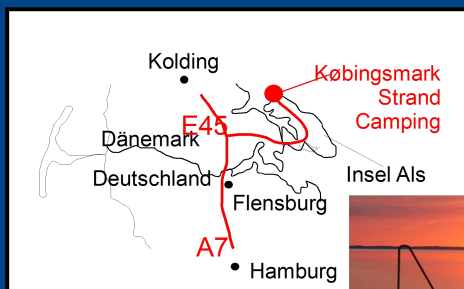 Kolding
Købingsmark
Strand
Camping
E45
Dänemark
Insel Als
Deutschland
Flensburg
A7
Hamburg